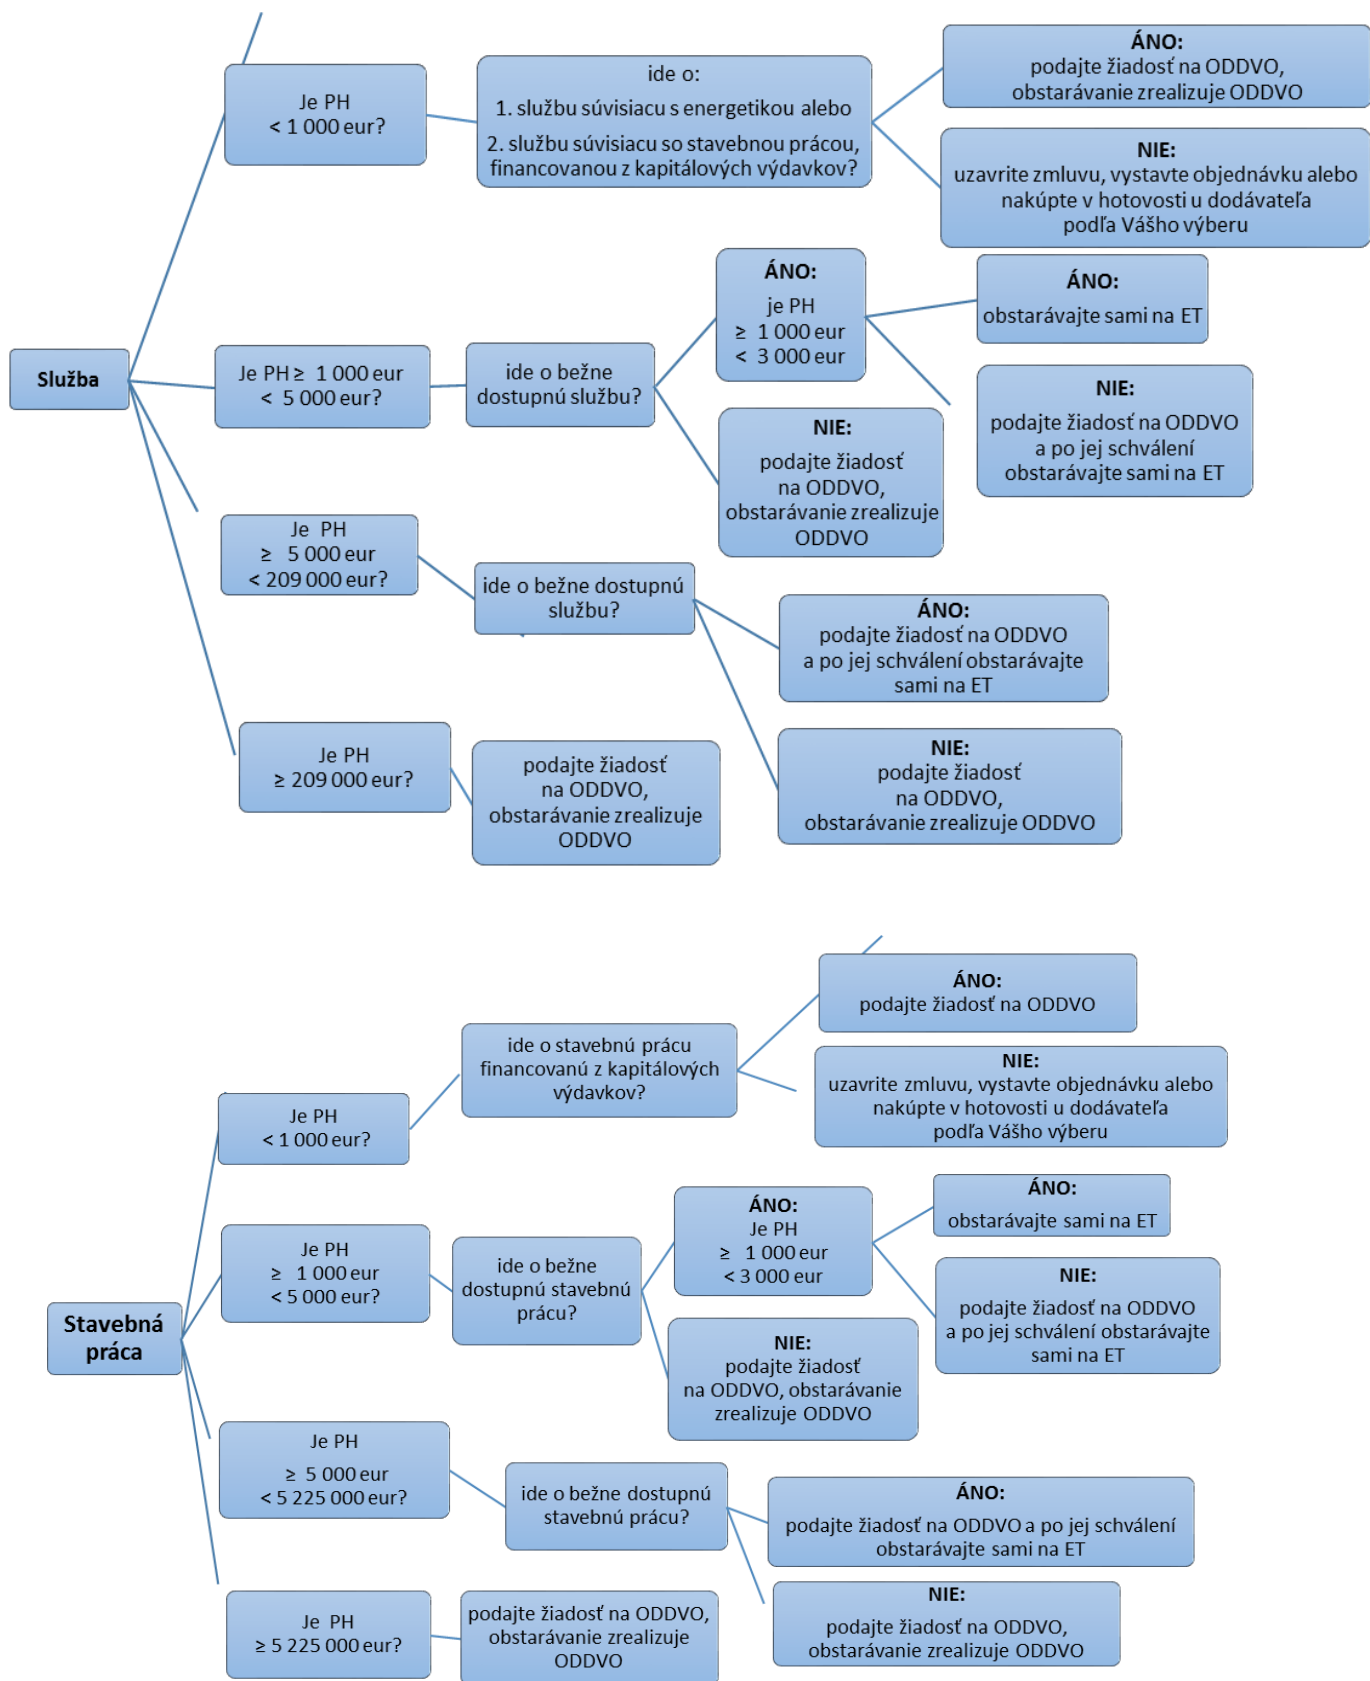 Služba
Je PH
< 1 000 eur?
ide o:
1. službu súvisiacu s energetikou alebo
2. službu súvisiacu so stavebnou prácou,
financovanou z kapitálových výdavkov?
ÁNO:
podajte žiadosť na ODDVO,
obstarávanie zrealizuje ODDVO
NIE:
uzavrite zmluvu, vystavte objednávku alebo
nakúpte v hotovosti u dodávateľa
podľa Vášho výberu
Je PH ≥ 1 000 eur
< 5 000 eur?
ide o bežne
dostupnú službu?
ÁNO:
je PH
≥ 1 000 eur
< 3 000 eur
ÁNO:
obstarávajte sami na ET
NIE:
podajte žiadosť na ODDVO
a po jej schválení
obstarávajte sami na ET
NIE:
podajte žiadosť
na ODDVO,
obstarávanie zrealizuje
ODDVO
Je PH
≥ 5 000 eur
< 209 000 eur?
ide o bežne dostupnú
službu?
ÁNO:
podajte žiadosť na ODDVO
a po jej schválení obstarávajte
sami na ET
NIE:
podajte žiadosť
na ODDVO,
obstarávanie zrealizuje ODDVO
Je PH
≥ 209 000 eur?
podajte žiadosť
na ODDVO,
obstarávanie zrealizuje
ODDVO
Stavebná
práca
Je PH
< 1 000 eur?
ide o stavebnú prácu
financovanú z kapitálových
výdavkov?
ÁNO:
podajte žiadosť na ODDVO
NIE:
uzavrite zmluvu, vystavte objednávku alebo
nakúpte v hotovosti u dodávateľa
podľa Vášho výberu
Je PH
≥ 1 000 eur
< 5 000 eur?
ide o bežne
dostupnú stavebnú
prácu?
ÁNO:
Je PH
≥ 1 000 eur
< 3 000 eur
ÁNO:
obstarávajte sami na ET
NIE:
podajte žiadosť na ODDVO
a po jej schválení obstarávajte
sami na ET
NIE:
podajte žiadosť
na ODDVO, obstarávanie
zrealizuje ODDVO
Je PH
≥ 5 000 eur
< 5 225 000 eur?
ide o bežne dostupnú
stavebnú prácu?
ÁNO:
podajte žiadosť na ODDVO a po jej schválení
obstarávajte sami na ET
NIE:
podajte žiadosť na ODDVO,
obstarávanie zrealizuje ODDVO
Je PH
≥ 5 225 000 eur?
podajte žiadosť na ODDVO,
obstarávanie zrealizuje
ODDVO